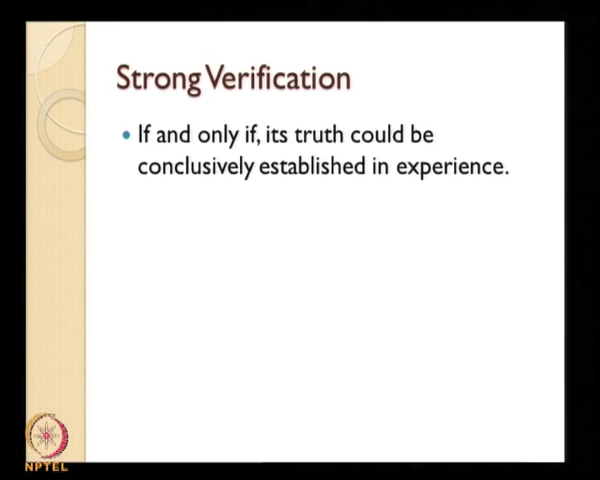 Strong Verification
• If and only if, its truth could be
conclusively established in experience.
NPTEL